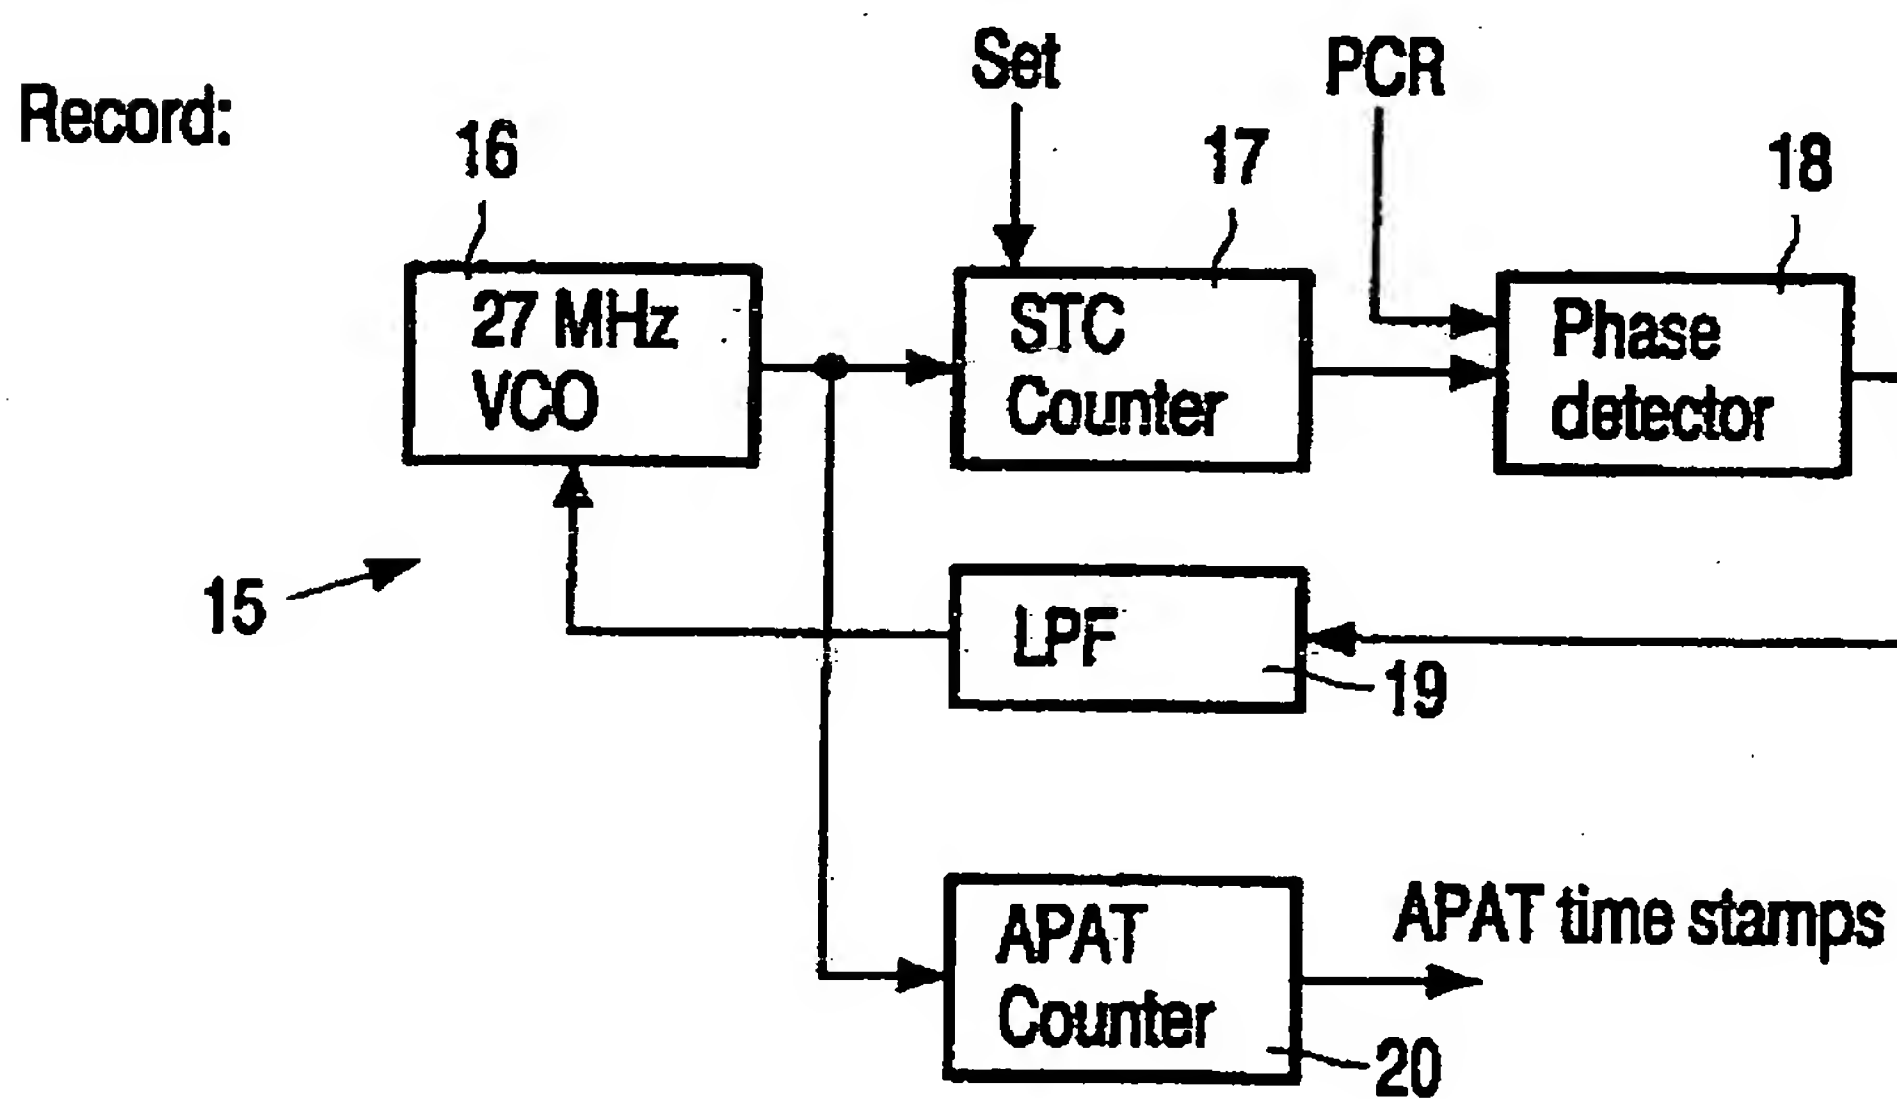 Record:
Set
PCR
16
17
18
27 MHz
VCO
STC
Counter
Phase
detector
15
LPF
19
APAT
Counter
APAT time stamps
20